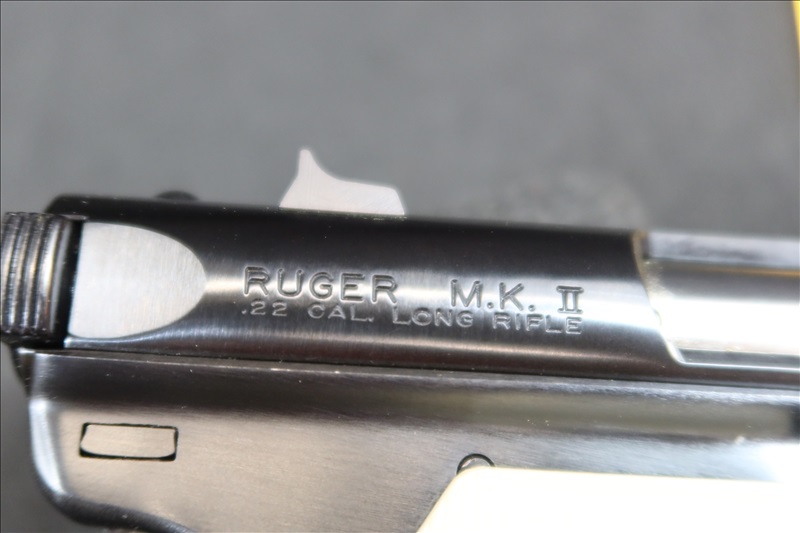 RUGER M.K. II
.22 CAL. LONG RIFLE